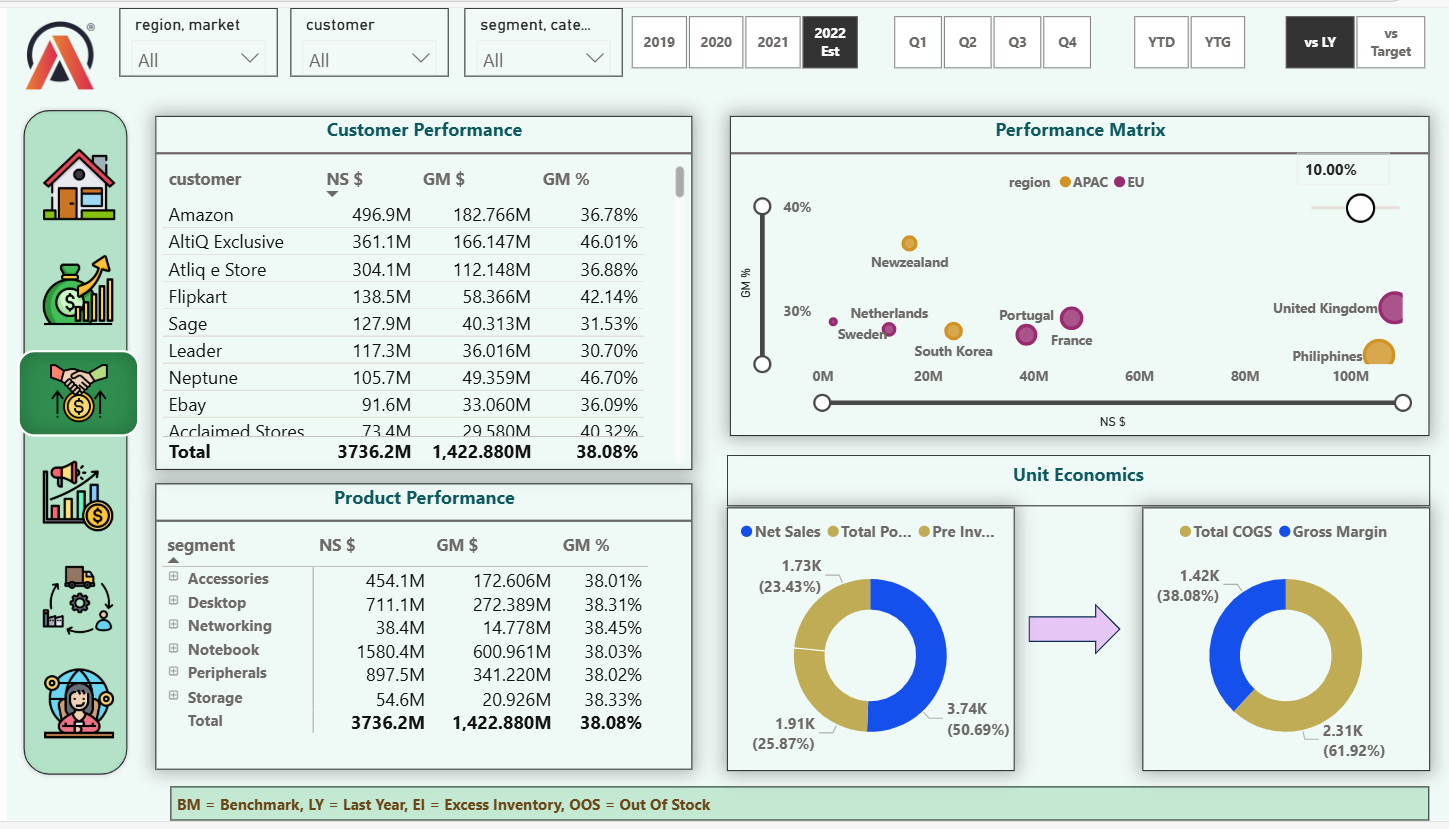 region, market
All
customer
All
segment, cate...
All
2019
2020
2021
2022
Est
Q1
Q2
Q3
Q4
YTD
YTG
vs LY
vs
Target
®
Customer Performance
customer NS $ GM $ GM %
Amazon 496.9M 182.766M 36.78%
AltiQ Exclusive 361.1M 166.147M 46.01%
Atliq e Store 304.1M 112.148M 36.88%
Flipkart 138.5M 58.366M 42.14%
Sage 127.9M 40.313M 31.53%
Leader 117.3M 36.016M 30.70%
Neptune 105.7M 49.359M 46.70%
Ebay 91.6M 33.060M 36.09%
Acclaimed Stores 73.4M 29.580M 40.32%
Total 3736.2M 1,422.880M 38.08%
Product Performance
segment NS $ GM $ GM %
Accessories 454.1M 172.606M 38.01%
Desktop 711.1M 272.389M 38.31%
Networking 38.4M 14.778M 38.45%
Notebook 1580.4M 600.961M 38.03%
Peripherals 897.5M 341.220M 38.02%
Storage 54.6M 20.926M 38.33%
Total 3736.2M 1,422.880M 38.08%
Performance Matrix
region APAC EU
10.00%
GM %
40%
30%
Newzealand
Netherlands
Sweden
South Korea
Portugal
France
United Kingdom
Philiphines
0M 20M 40M 60M 80M 100M
NS $
Unit Economics
Net Sales Total Po... Pre Inv...
1.73K
(23.43%)
1.91K
(25.87%)
3.74K
(50.69%)
Total COGS Gross Margin
1.42K
(38.08%)
2.31K
(61.92%)
BM = Benchmark, LY = Last Year, EI = Excess Inventory, OOS = Out Of Stock